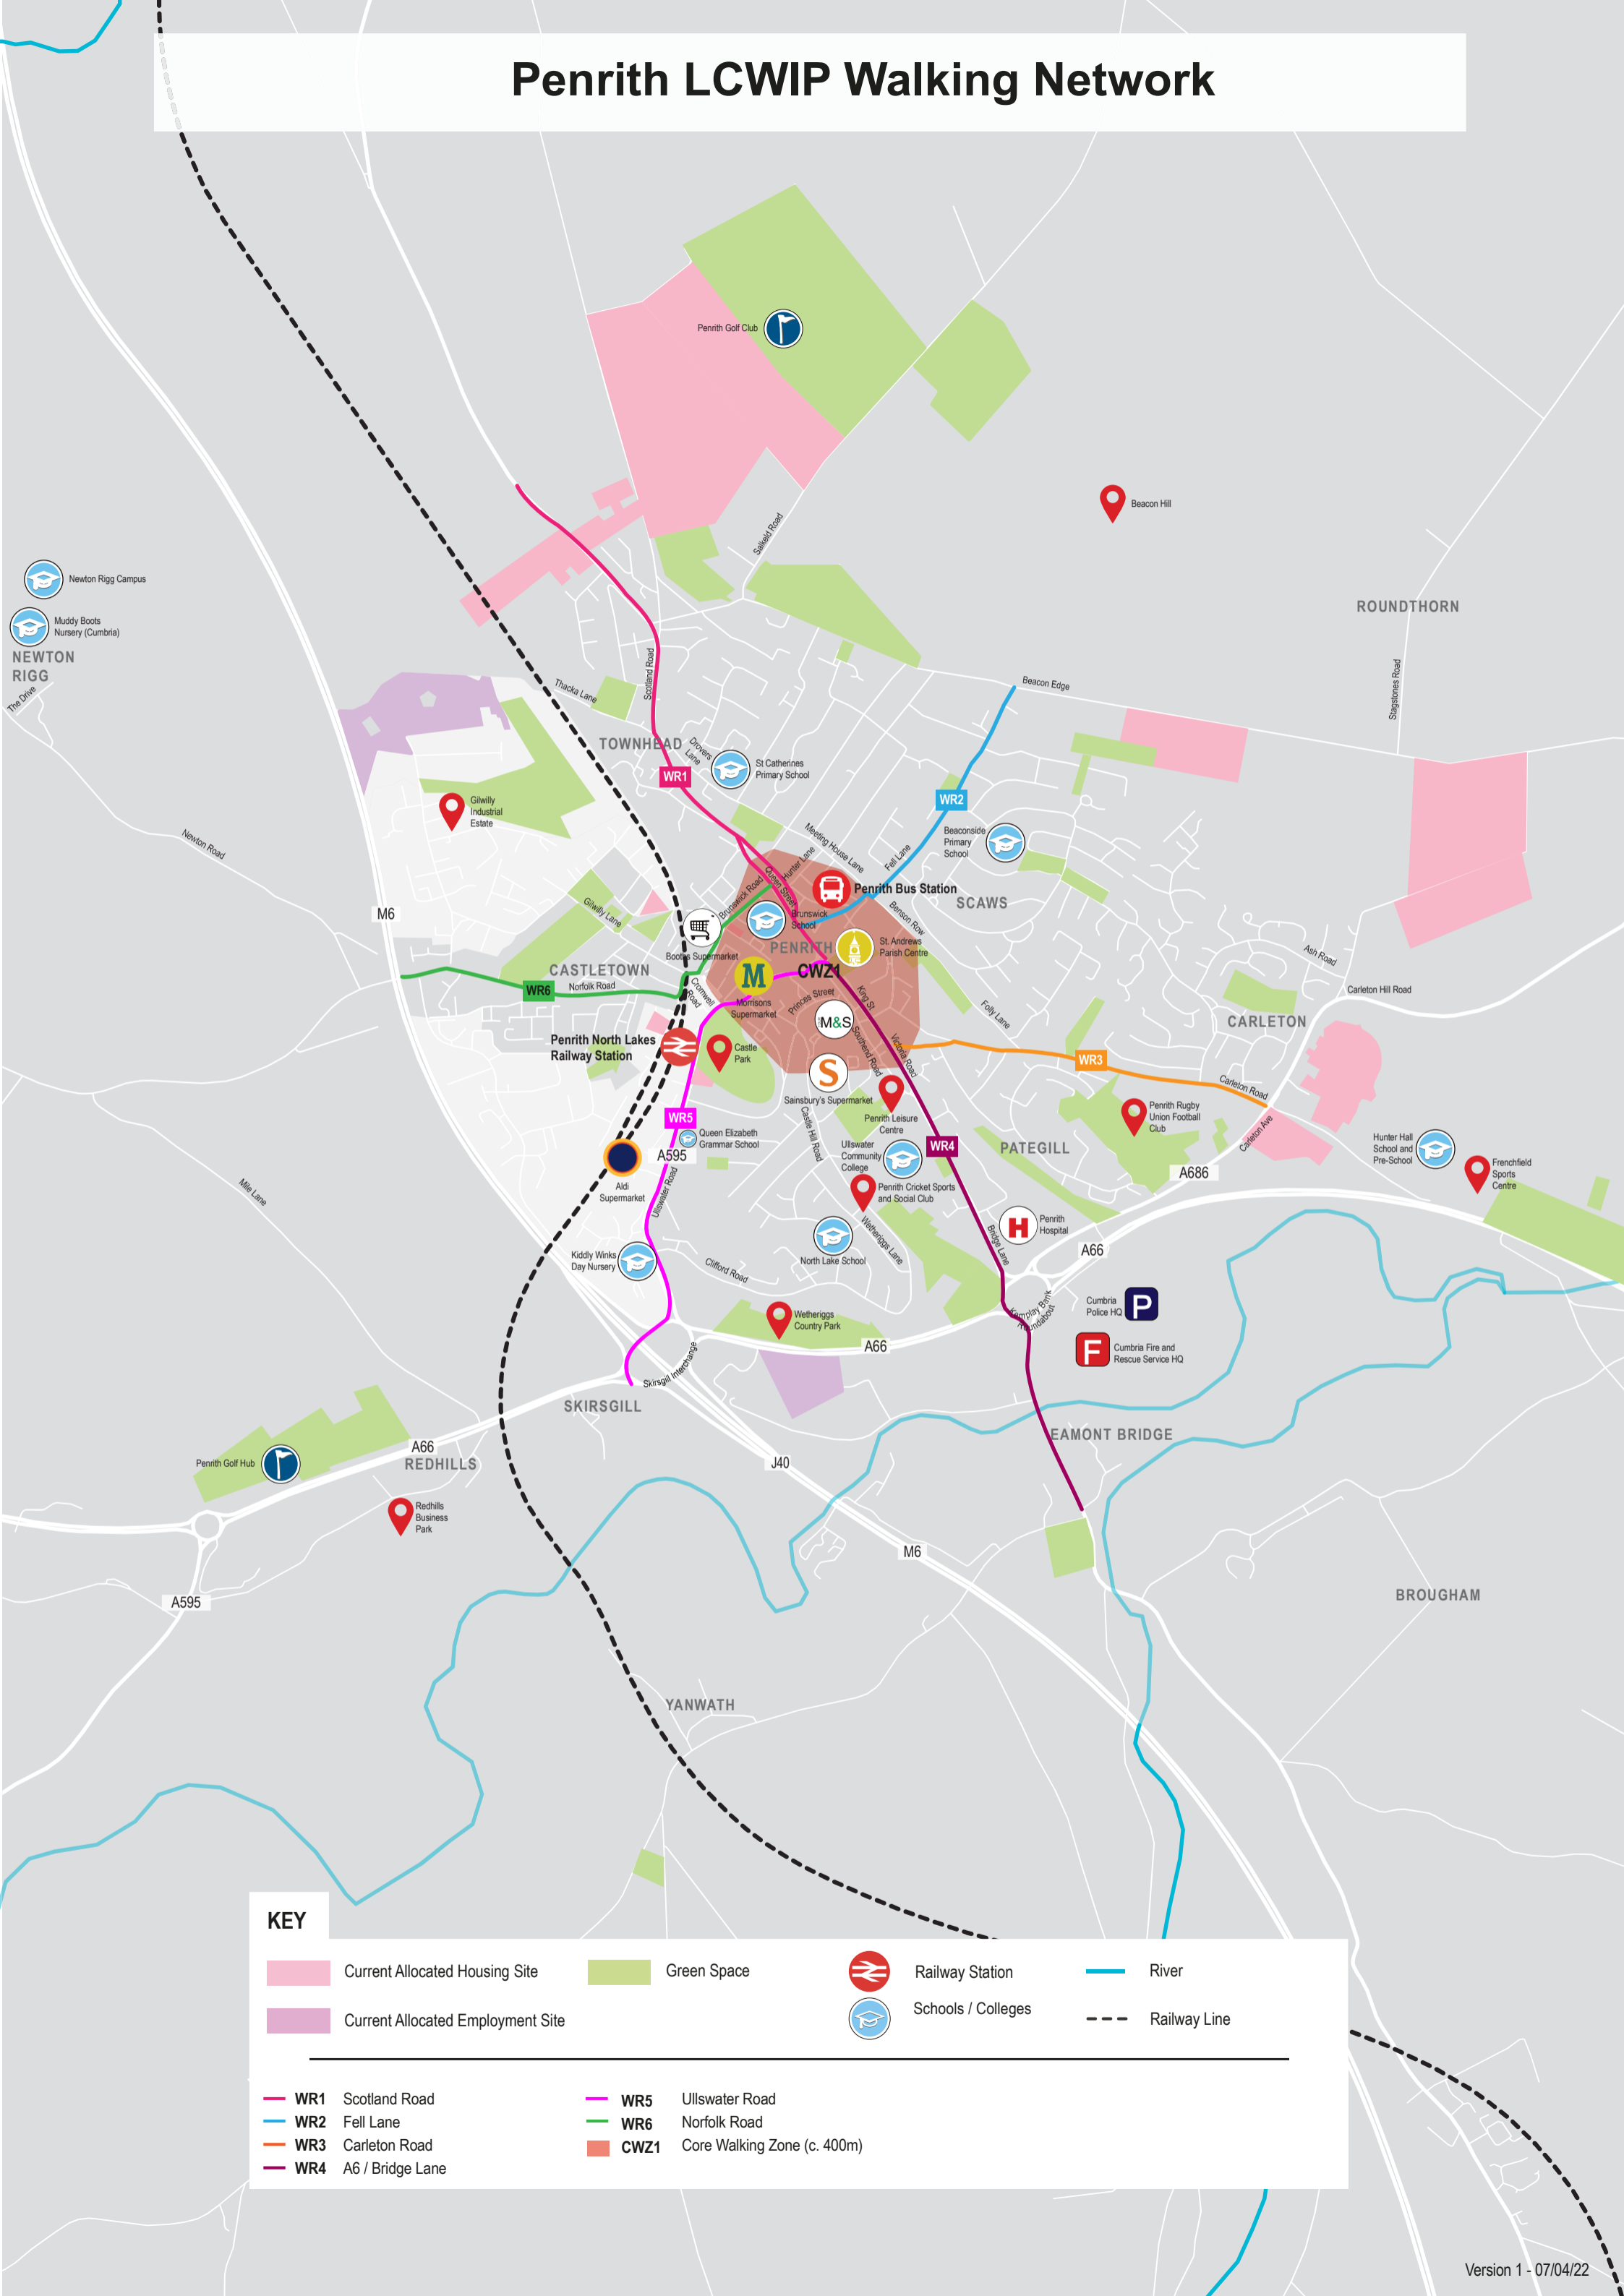 Penrith LCWIP Walking Network
Penrith Golf Club
Beacon Hill
Salkeld Road
Newton Rigg Campus
Muddy Boots
Nursery (Cumbria)
NEWTON
RIGG
The Drive
ROUNDTHORN
Stagstones Road
Scotland Road
Thacka Lane
Beacon Edge
TOWNHEAD
Drovers
Lane
St Catherines
Primary School
WR1
WR2
Gilwilly
Industrial
Estate
Newton Road
Beaconside
Primary
School
Meeting House Lane
Fell Lane
Hunter Lane
Queen Street
Brunswick Road
Penrith Bus Station
SCAWS
Benson Row
M6
Gilwilly Lane
Brunswick
School
Booths Supermarket
PENRITH
St. Andrews
Parish Centre
Ash Road
CASTLETOWN
CWZ1
WR6
Norfolk Road
Cromwell
Road
M
Morrisons
Supermarket
Princes Street
King St
Carleton Hill Road
Folly Lane
CARLETON
M&S
Penrith North Lakes
Railway Station
Castle
Park
Southend Road
Victoria Road
WR3
S
Sainsbury's Supermarket
Carleton Road
Penrith Leisure
Centre
Penrith Rugby
Union Football
Club
Carleton Ave
WR5
Queen Elizabeth
Grammar School
Castle Hill Road
Ullswater
Community
College
WR4
PATEGILL
Hunter Hall
School and
Pre-School
A595
A686
Frenchfield
Sports
Centre
Aldi
Supermarket
Ullswater Road
Penrith Cricket Sports
and Social Club
Mile Lane
Wetheriggs Lane
H
Penrith
Hospital
Bridge Lane
A66
North Lake School
Kiddly Winks
Day Nursery
Clifford Road
Cumbria
Police HQ
P
Kemplay Bank
Roundabout
Wetheriggs
Country Park
A66
F
Cumbria Fire and
Rescue Service HQ
Skirsgill Interchange
SKIRSGILL
EAMONT BRIDGE
A66
REDHILLS
Penrith Golf Hub
J40
Redhills
Business
Park
M6
A595
BROUGHAM
YANWATH
KEY
Current Allocated Housing Site
Green Space
Railway Station
River
Current Allocated Employment Site
Schools / Colleges
Railway Line
WR1 Scotland Road
WR2 Fell Lane
WR3 Carleton Road
WR4 A6 / Bridge Lane
WR5 Ullswater Road
WR6 Norfolk Road
CWZ1 Core Walking Zone (c. 400m)
Version 1 - 07/04/22